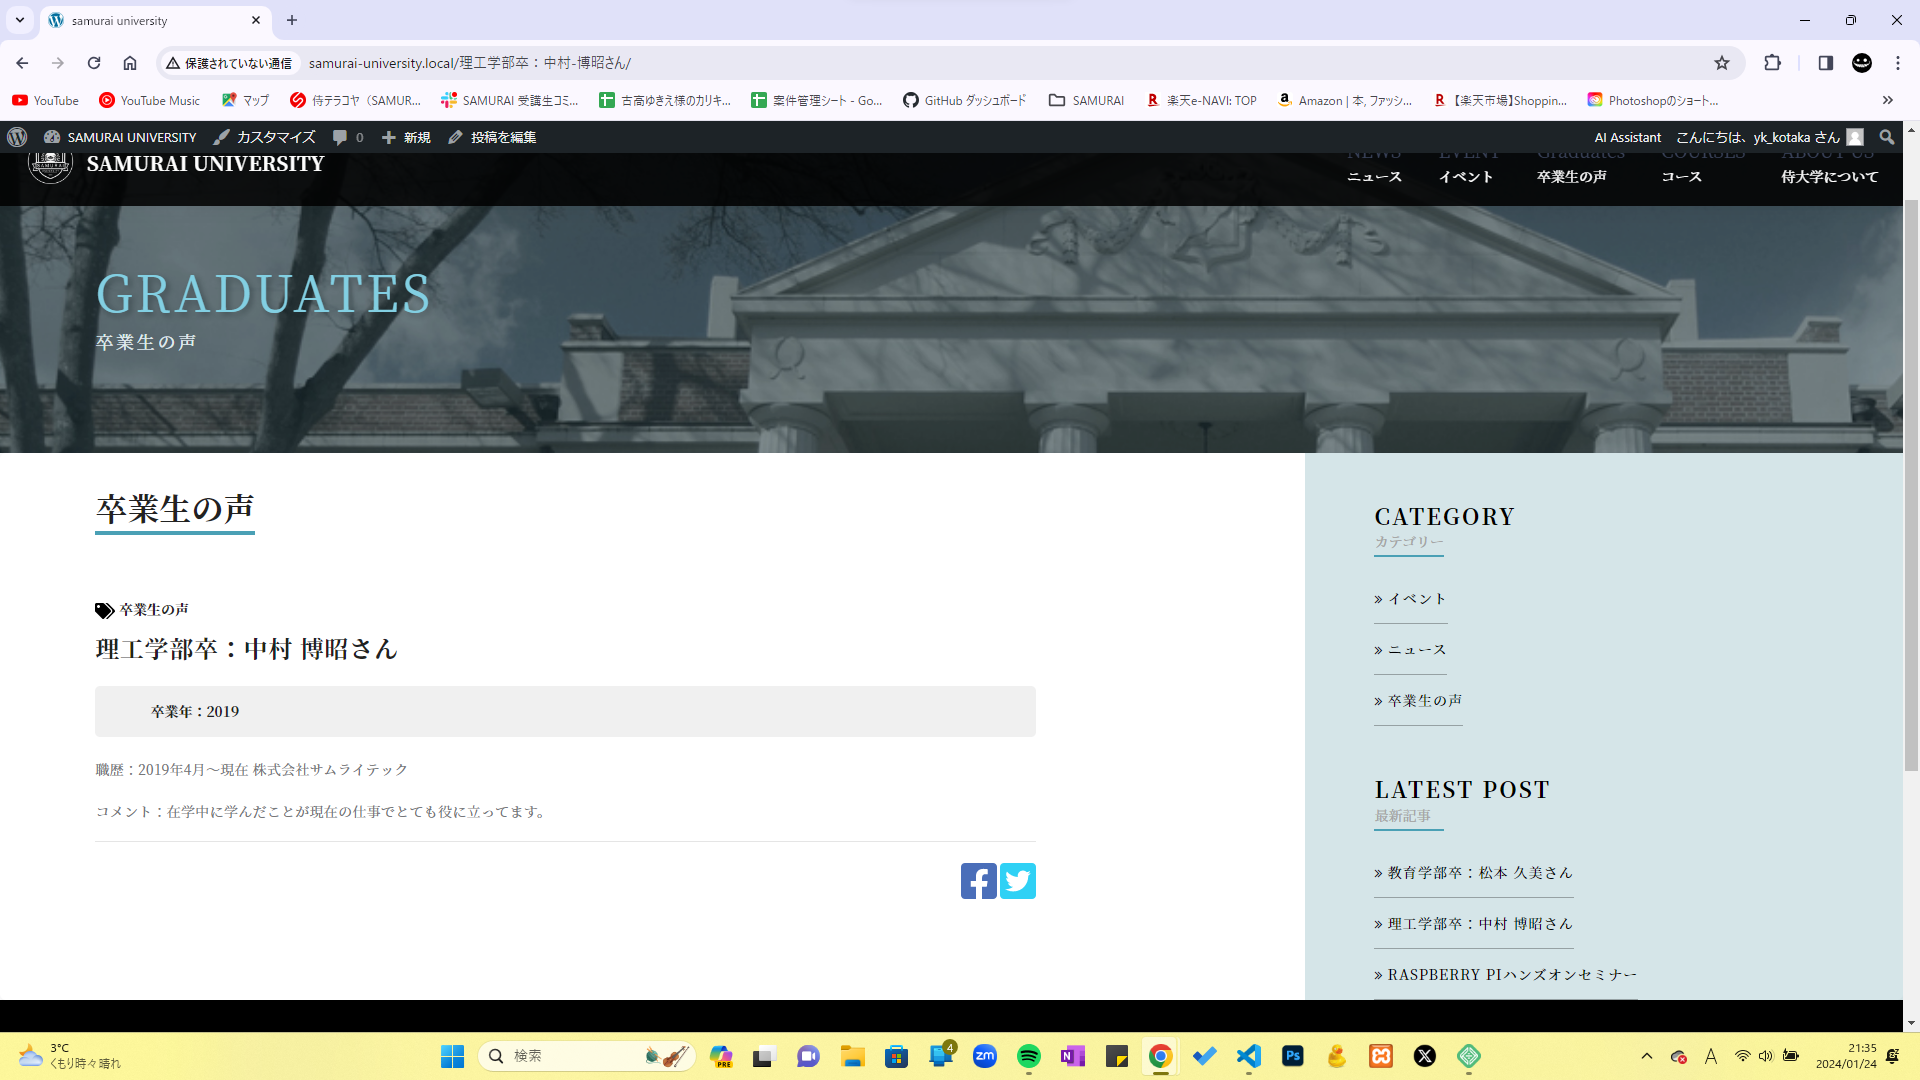 samurai university
保護されていない通信
samurai-university.local/理工学部卒：中村-博昭さん/
YouTube
YouTube Music
マップ
侍テラコヤ（SAMUR...
SAMURAI 受講生コミ...
古高ゆきえ様のカリキ...
案件管理シート - Go...
GitHub ダッシュボード
SAMURAI
楽天e-NAVI: TOP
Amazon | 本, ファッシ...
【楽天市場】Shoppin...
Photoshopのショート...
SAMURAI UNIVERSITY
カスタマイズ
0
新規
投稿を編集
AI Assistant
こんにちは、yk_kotaka さん
SAMURAI UNIVERSITY
NEWS
EVENT
Graduates
COURSES
ABOUT US
ニュース
イベント
卒業生の声
コース
侍大学について
GRADUATES
卒業生の声
卒業生の声
卒業生の声
理工学部卒：中村 博昭さん
卒業年：2019
職歴：2019年4月〜現在 株式会社サムライテック
コメント：在学中に学んだことが現在の仕事でとても役に立ってます。
CATEGORY
カテゴリー
» イベント
» ニュース
» 卒業生の声
LATEST POST
最新記事
» 教育学部卒：松本 久美さん
» 理工学部卒：中村 博昭さん
» RASPBERRY PIハンズオンセミナー
3°C
くもり時々晴れ
検索
PRE
4
zm
N
Ps
A
21:35
2024/01/24